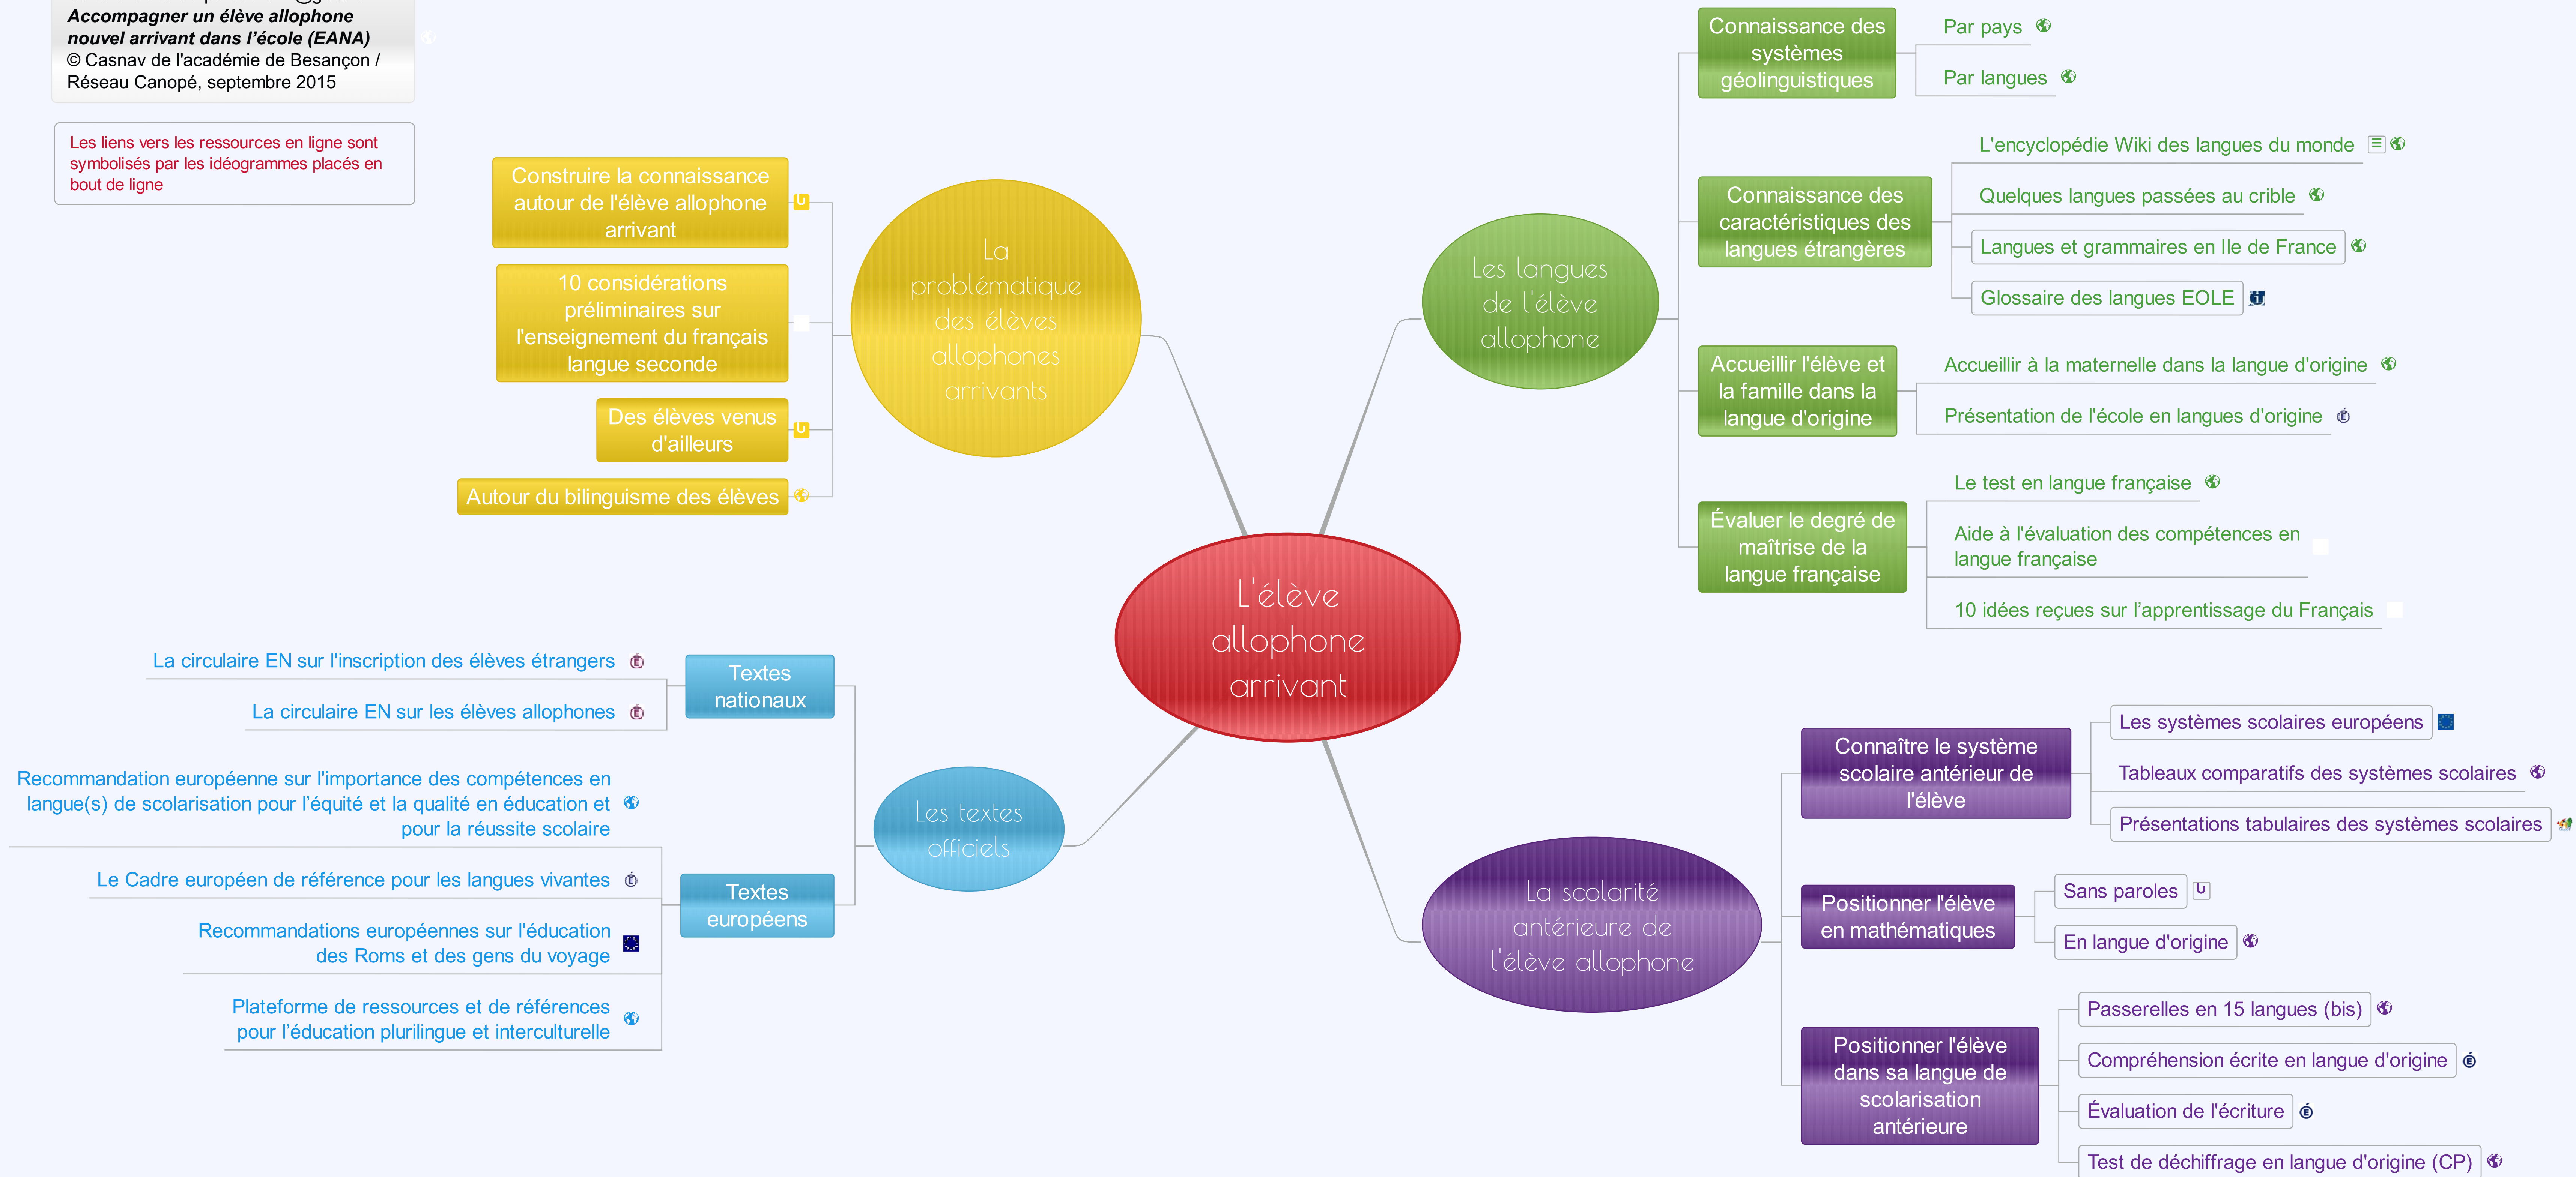 Accompagner un élève allophone
nouvel arrivant dans l’école (EANA)
© Casnav de l'académie de Besançon /
Réseau Canopé, septembre 2015
Les liens vers les ressources en ligne sont
symbolisés par les idéogrammes placés en
bout de ligne
Construire la connaissance
autour de l'élève allophone
arrivant
10 considérations
préliminaires sur
l'enseignement du français
langue seconde
Des élèves venus
d'ailleurs
Autour du bilinguisme des élèves
La
problématique
des élèves
allophones
arrivants
Les langues
de l'élève
allophone
Connaissance des
systèmes
géolinguistiques
Par pays
Par langues
Connaissance des
caractéristiques des
langues étrangères
L'encyclopédie Wiki des langues du monde
Quelques langues passées au crible
Langues et grammaires en Ile de France
Glossaire des langues EOLE
Accueillir l'élève et
la famille dans la
langue d'origine
Accueillir à la maternelle dans la langue d'origine
Présentation de l'école en langues d'origine
Évaluer le degré de
maîtrise de la
langue française
Le test en langue française
Aide à l'évaluation des compétences en
langue française
10 idées reçues sur l’apprentissage du Français
L'élève
allophone
arrivant
Textes
nationaux
La circulaire EN sur l'inscription des élèves étrangers
La circulaire EN sur les élèves allophones
Les textes
officiels
Textes
européens
Recommandation européenne sur l'importance des compétences en
langue(s) de scolarisation pour l’équité et la qualité en éducation et
pour la réussite scolaire
Le Cadre européen de référence pour les langues vivantes
Recommandations européennes sur l'éducation
des Roms et des gens du voyage
Plateforme de ressources et de références
pour l’éducation plurilingue et interculturelle
La scolarité
antérieure de
l'élève allophone
Connaître le système
scolaire antérieur de
l'élève
Les systèmes scolaires européens
Tableaux comparatifs des systèmes scolaires
Présentations tabulaires des systèmes scolaires
Positionner l'élève
en mathématiques
Sans paroles
En langue d'origine
Positionner l'élève
dans sa langue de
scolarisation
antérieure
Passerelles en 15 langues (bis)
Compréhension écrite en langue d'origine
Évaluation de l'écriture
Test de déchiffrage en langue d'origine (CP)